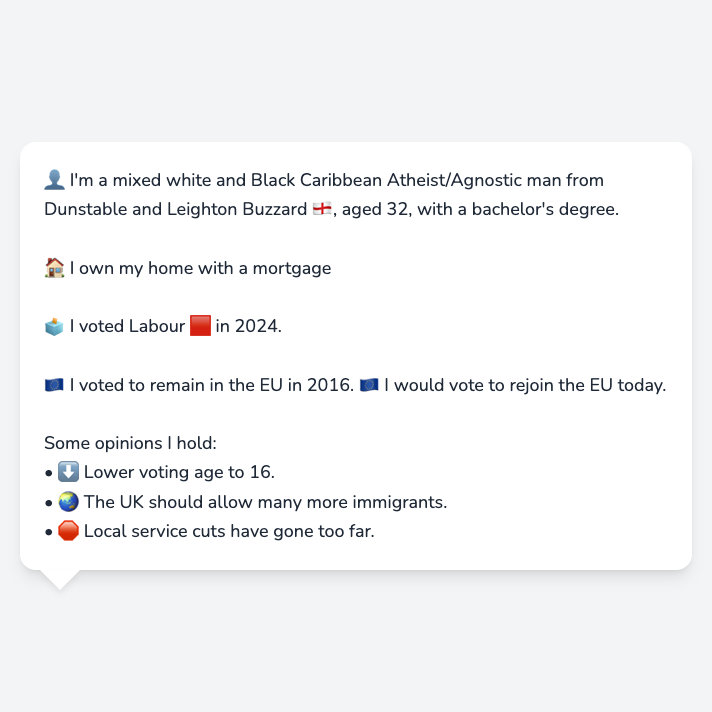 👤 I'm a mixed white and Black Caribbean Atheist/Agnostic man from
Dunstable and Leighton Buzzard 🏴󠁧󠁢󠁥󠁮󠁧󠁿, aged 32, with a bachelor's degree.
🏠 I own my home with a mortgage
🗳️ I voted Labour 🟥 in 2024.
🇪🇺 I voted to remain in the EU in 2016. 🇪🇺 I would vote to rejoin the EU today.
Some opinions I hold:
• ⬇️ Lower voting age to 16.
• 🌏 The UK should allow many more immigrants.
• 🛑 Local service cuts have gone too far.